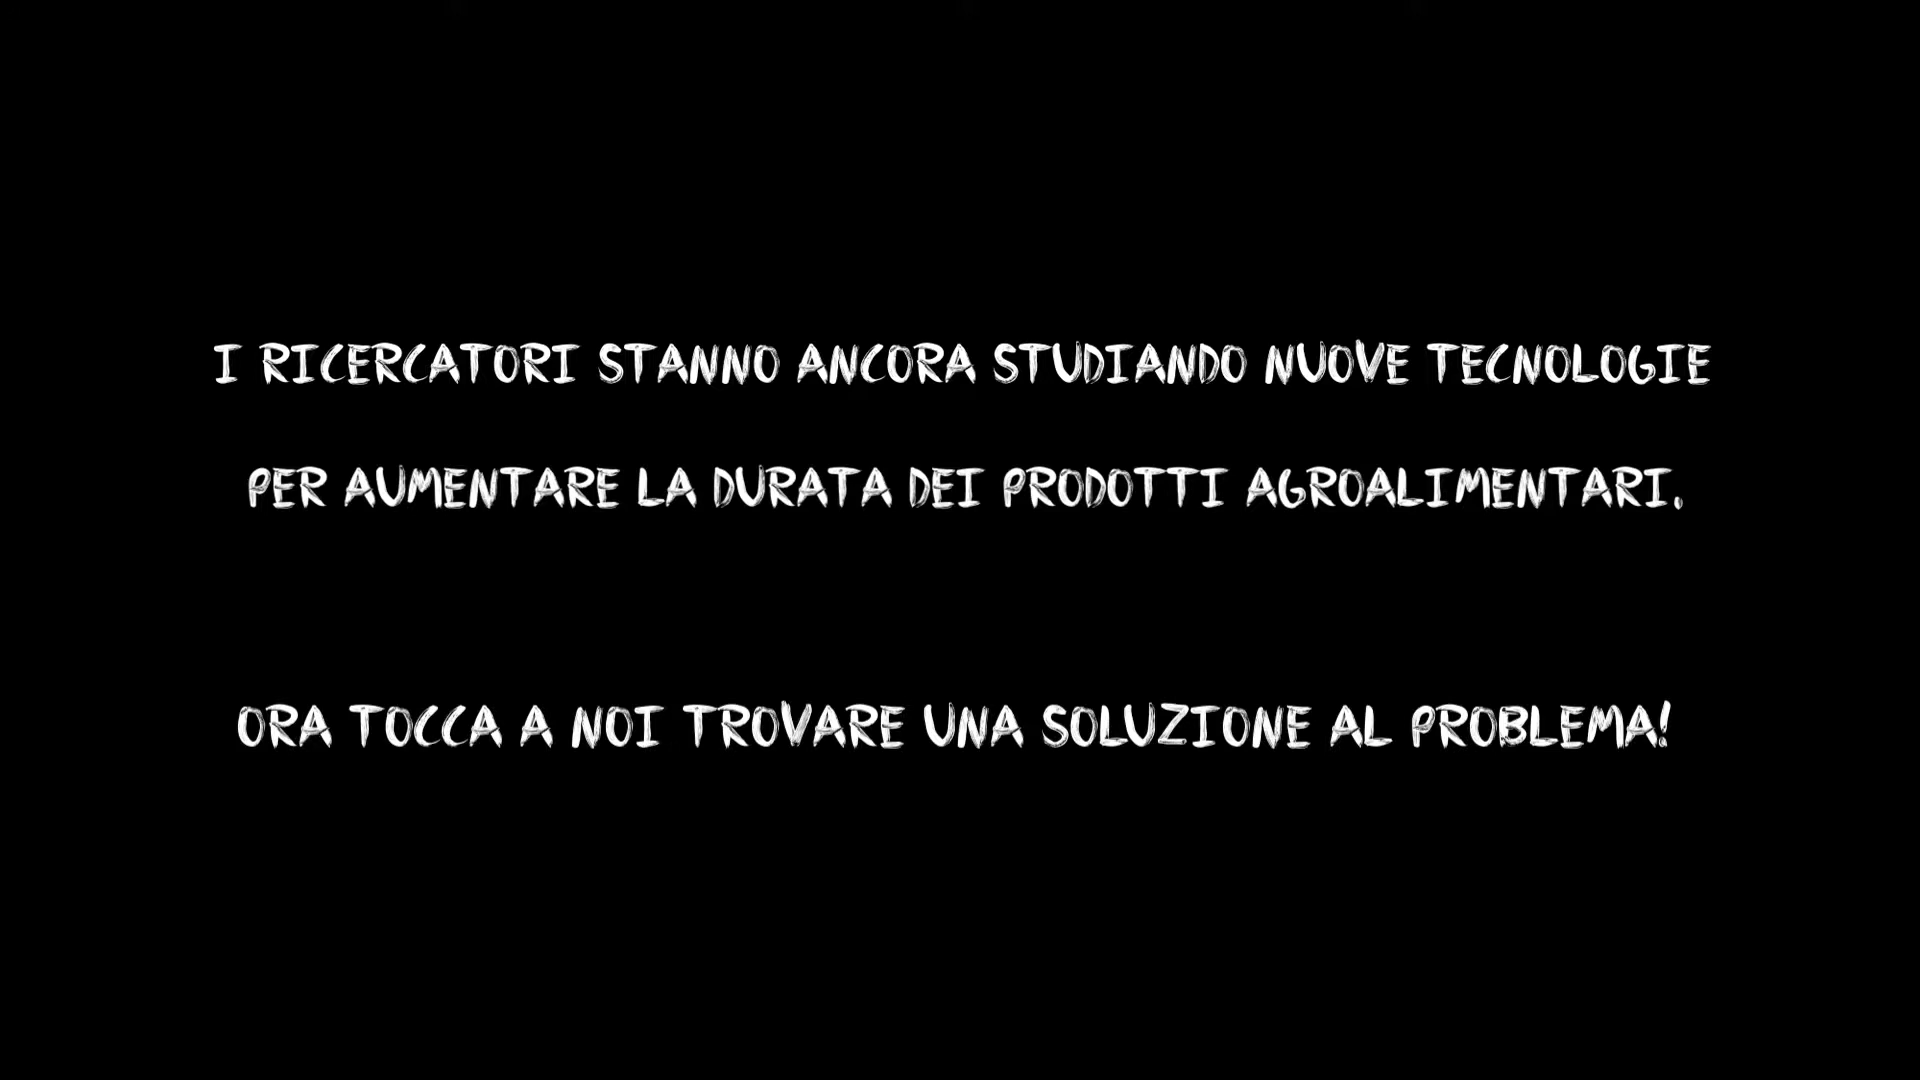 I RICERCATORI STANNO ANCORA STUDIANDO NUOVE TECNOLOGIE
PER AUMENTARE LA DURATA DEI PRODOTTI AGROALIMENTARI.
ORA TOCCA A NOI TROVARE UNA SOLUZIONE AL PROBLEMA!